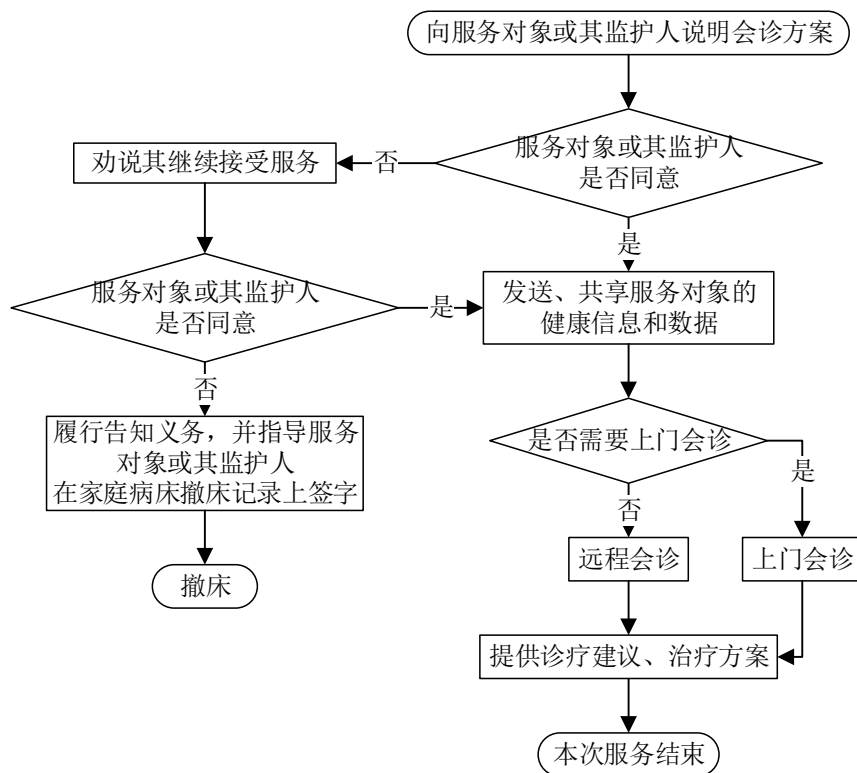 向服务对象或其监护人说明会诊方案
服务对象或其监护人
是否同意
否
劝说其继续接受服务
是
服务对象或其监护人
是否同意
是
发送、共享服务对象的
健康信息和数据
否
履行告知义务，并指导服务
对象或其监护人
在家庭病床撤床记录上签字
是否需要上门会诊
是
否
远程会诊
上门会诊
撤床
提供诊疗建议、治疗方案
本次服务结束